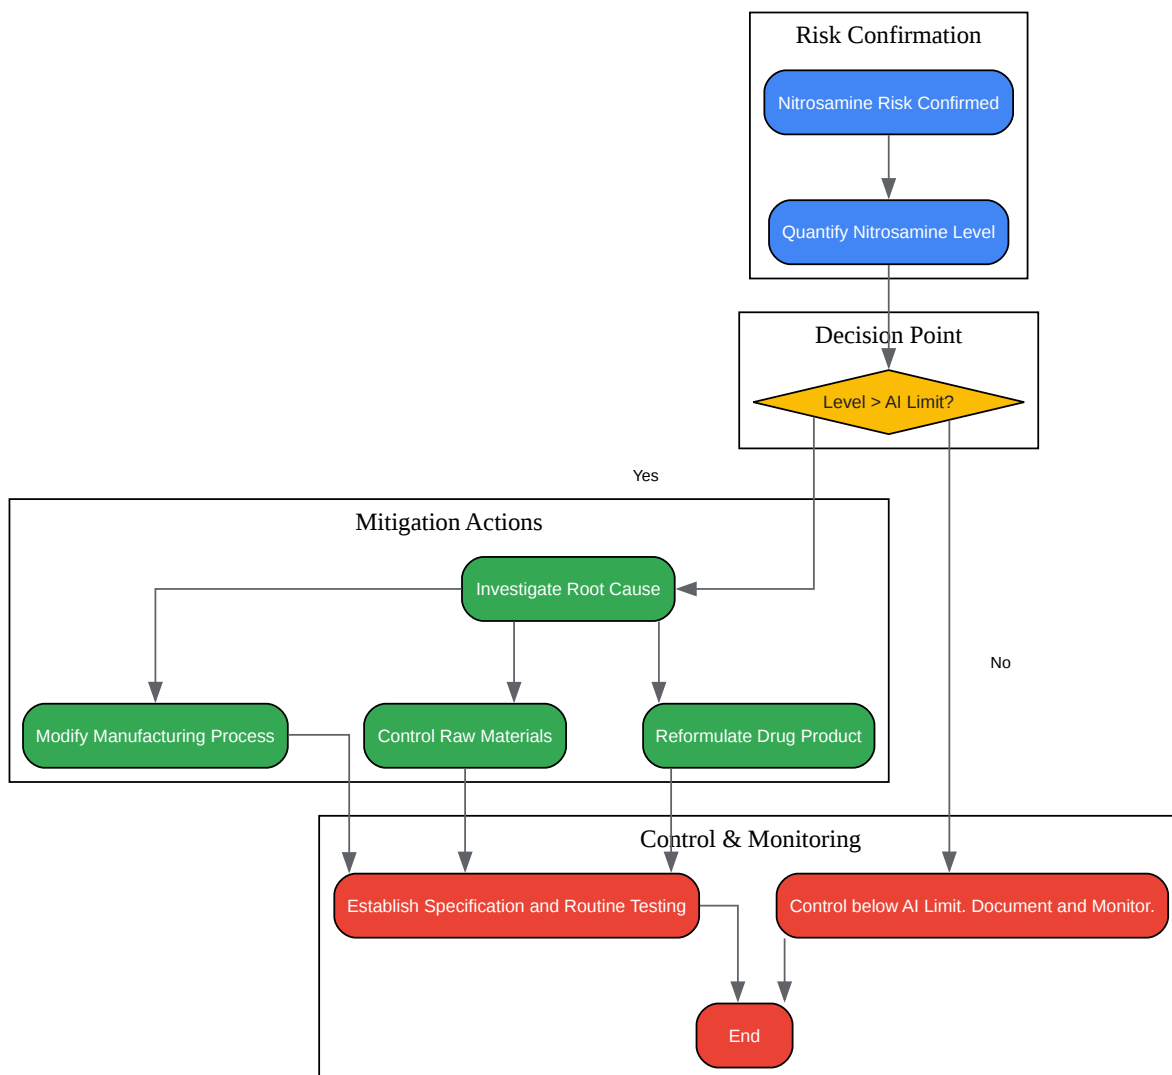 Risk Confirmation
Nitrosamine Risk Confirmed
Quantify Nitrosamine Level
Decision Point
Level > AI Limit?
Yes
Mitigation Actions
Investigate Root Cause
No
Modify Manufacturing Process
Control Raw Materials
Reformulate Drug Product
Control & Monitoring
Establish Specification and Routine Testing
Control below AI Limit. Document and Monitor.
End